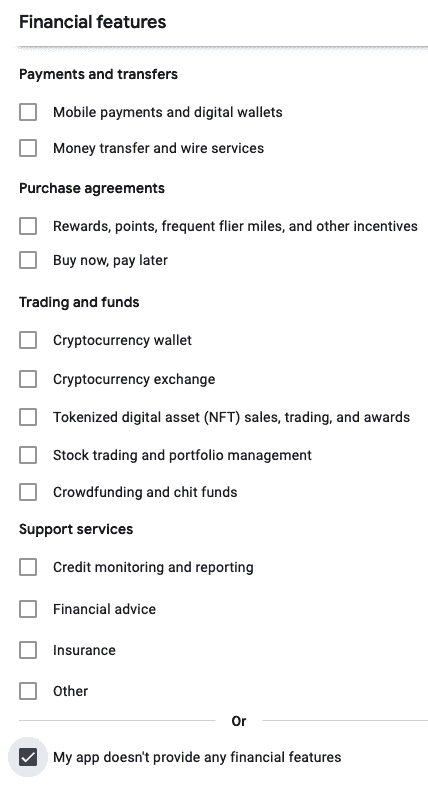 Financial features
Payments and transfers
Mobile payments and digital wallets
Money transfer and wire services
Purchase agreements
Rewards, points, frequent flier miles, and other incentives
Buy now, pay later
Trading and funds
Cryptocurrency wallet
Cryptocurrency exchange
Tokenized digital asset (NFT) sales, trading, and awards
Stock trading and portfolio management
Crowdfunding and chit funds
Support services
Credit monitoring and reporting
Financial advice
Insurance
Other
Or
My app doesn't provide any financial features